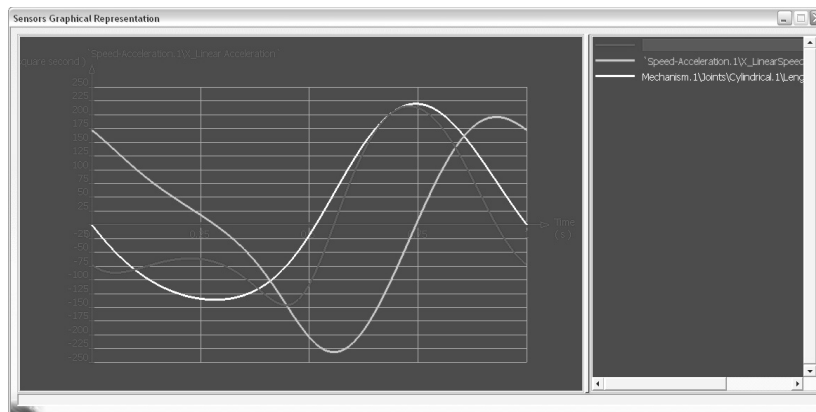 Sensors Graphical Representation
`Speed-Acceleration.1\X_Linear Acceleration
quare second )
250
225
200
175
150
125
100
75
50
25
-25
-50
-75
-100
-125
-150
-175
-200
-225
-250
Time
( s )
`Speed-Acceleration.1\X_LinearSpeed
Mechanism.1\Joints\Cylindrical.1\Leng